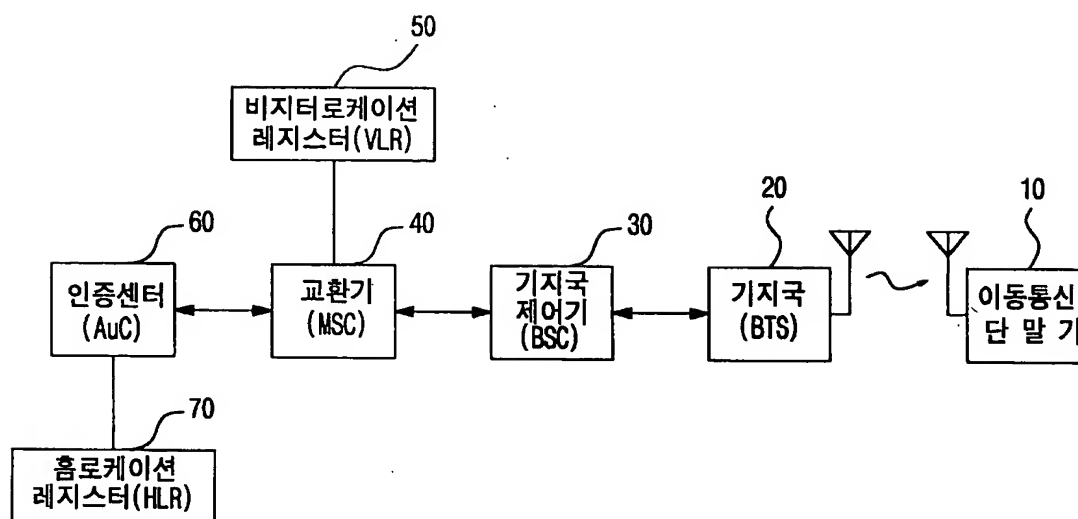 50
비지터로케이션
레지스터(VLR)
60
인증센터
(AuC)
40
교환기
(MSC)
30
기지국
제어기
(BSC)
20
기지국
(BTS)
10
이동통신
단 말 기
70
홈로케이션
레지스터(HLR)